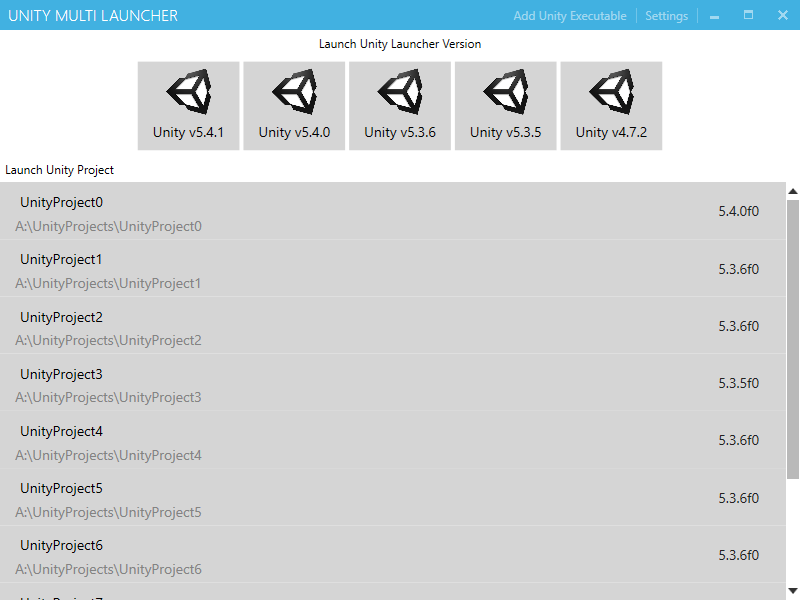 UNITY MULTI LAUNCHER
Add Unity Executable
Settings
Launch Unity Launcher Version
Unity v5.4.1
Unity v5.4.0
Unity v5.3.6
Unity v5.3.5
Unity v4.7.2
Launch Unity Project
UnityProject0
A:\UnityProjects\UnityProject0
5.4.0f0
UnityProject1
A:\UnityProjects\UnityProject1
5.3.6f0
UnityProject2
A:\UnityProjects\UnityProject2
5.3.6f0
UnityProject3
A:\UnityProjects\UnityProject3
5.3.5f0
UnityProject4
A:\UnityProjects\UnityProject4
5.3.6f0
UnityProject5
A:\UnityProjects\UnityProject5
5.3.6f0
UnityProject6
A:\UnityProjects\UnityProject6
5.3.6f0